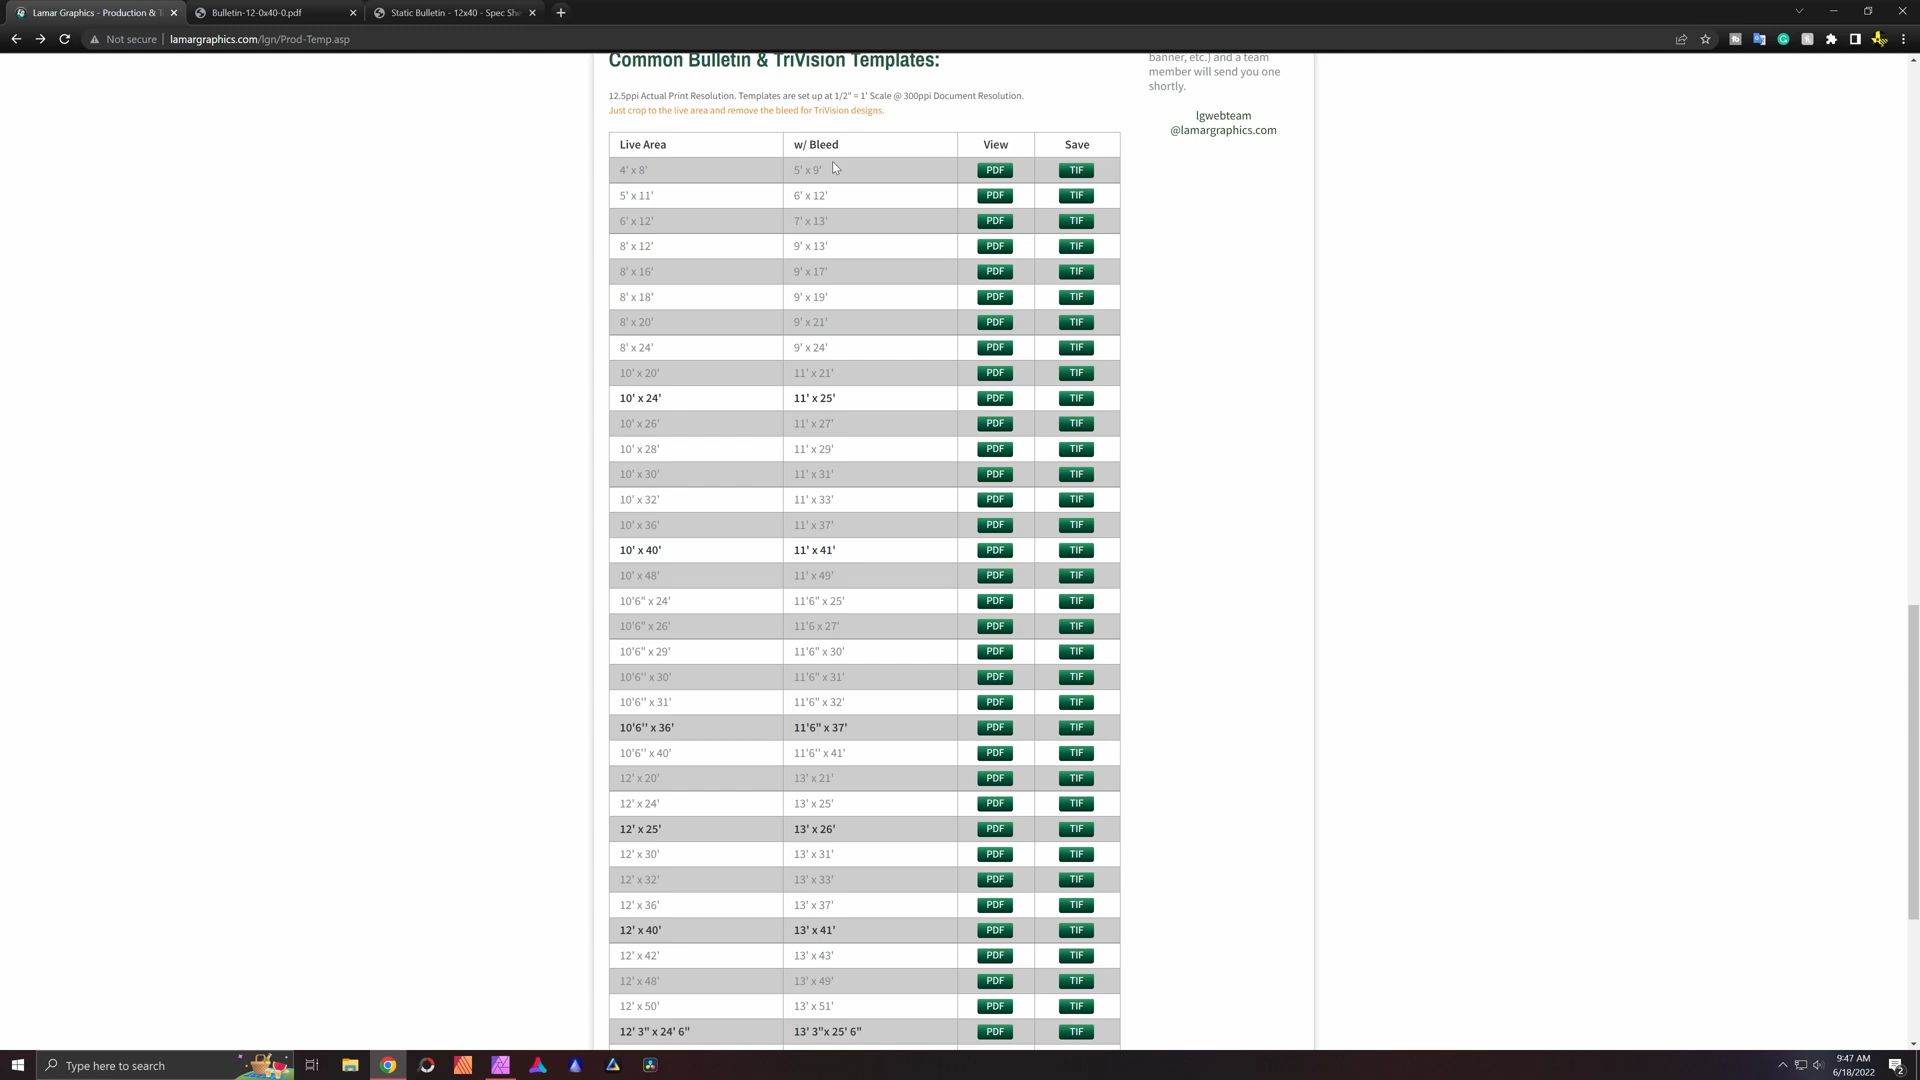 Lamar Graphics - Production & T
Bulletin-12-0x40-0.pdf
Static Bulletin - 12x40 - Spec She
Not secure
lamargraphics.com/lgn/Prod-Temp.asp
Common Bulletin & TriVision Templates:
banner, etc.) and a team
member will send you one
shortly.
lgwebteam
@lamargraphics.com
12.5ppi Actual Print Resolution. Templates are set up at 1/2" = 1' Scale @ 300ppi Document Resolution.
Just crop to the live area and remove the bleed for TriVision designs.
Live Area w/ Bleed View Save
4' x 8' 5' x 9' PDF TIF
5' x 11' 6' x 12' PDF TIF
6' x 12' 7' x 13' PDF TIF
8' x 12' 9' x 13' PDF TIF
8' x 16' 9' x 17' PDF TIF
8' x 18' 9' x 19' PDF TIF
8' x 20' 9' x 21' PDF TIF
8' x 24' 9' x 24' PDF TIF
10' x 20' 11' x 21' PDF TIF
10' x 24' 11' x 25' PDF TIF
10' x 26' 11' x 27' PDF TIF
10' x 28' 11' x 29' PDF TIF
10' x 30' 11' x 31' PDF TIF
10' x 32' 11' x 33' PDF TIF
10' x 36' 11' x 37' PDF TIF
10' x 40' 11' x 41' PDF TIF
10' x 48' 11' x 49' PDF TIF
10'6" x 24' 11'6" x 25' PDF TIF
10'6" x 26' 11'6 x 27' PDF TIF
10'6" x 29' 11'6" x 30' PDF TIF
10'6'' x 30' 11'6" x 31' PDF TIF
10'6'' x 31' 11'6" x 32' PDF TIF
10'6'' x 36' 11'6" x 37' PDF TIF
10'6'' x 40' 11'6'' x 41' PDF TIF
12' x 20' 13' x 21' PDF TIF
12' x 24' 13' x 25' PDF TIF
12' x 25' 13' x 26' PDF TIF
12' x 30' 13' x 31' PDF TIF
12' x 32' 13' x 33' PDF TIF
12' x 36' 13' x 37' PDF TIF
12' x 40' 13' x 41' PDF TIF
12' x 42' 13' x 43' PDF TIF
12' x 48' 13' x 49' PDF TIF
12' x 50' 13' x 51' PDF TIF
12' 3" x 24' 6" 13' 3"x 25' 6" PDF TIF
Type here to search
9:47 AM
6/18/2022
2